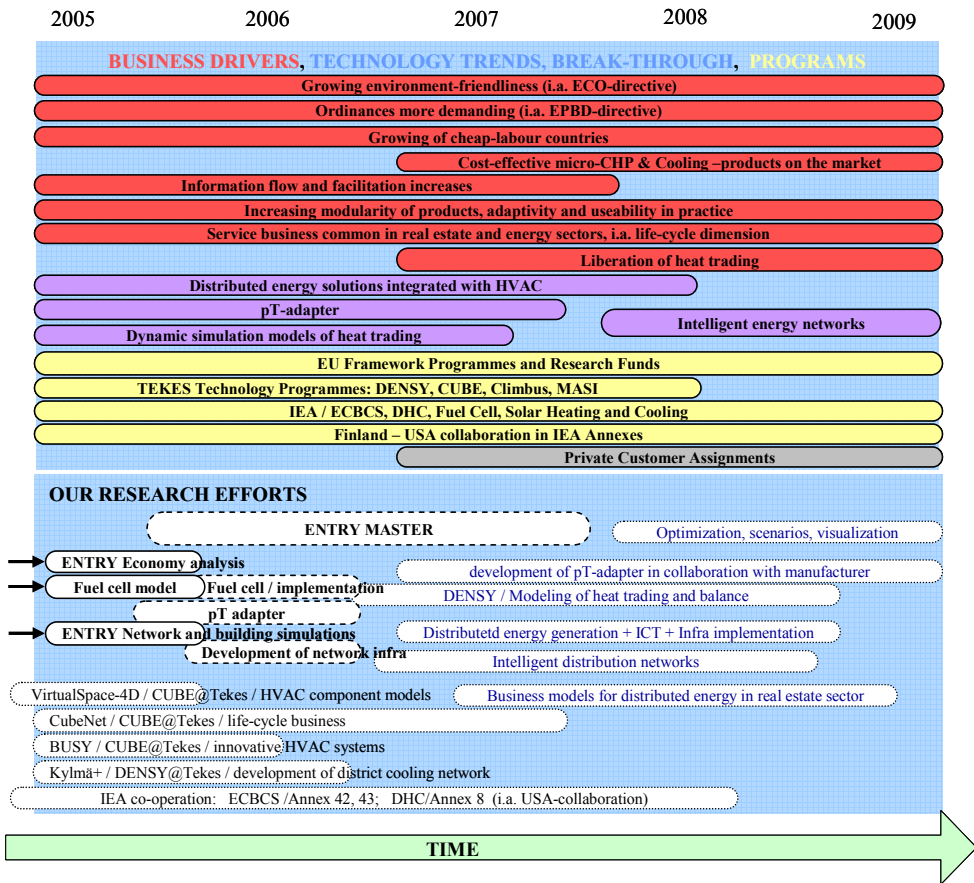 2005 2006 2007 2008 2009
BUSINESS DRIVERS, TECHNOLOGY TRENDS, BREAK-THROUGH, PROGRAMS
Growing environment-friendliness (i.a. ECO-directive)
Ordinances more demanding (i.a. EPBD-directive)
Growing of cheap-labour countries
Cost-effective micro-CHP & Cooling –products on the market
Information flow and facilitation increases
Increasing modularity of products, adaptivity and useability in practice
Service business common in real estate and energy sectors, i.a. life-cycle dimension
Liberation of heat trading
Distributed energy solutions integrated with HVAC
pT-adapter
Intelligent energy networks
Dynamic simulation models of heat trading
EU Framework Programmes and Research Funds
TEKES Technology Programmes: DENSY, CUBE, Climbus, MASI
IEA / ECBCS, DHC, Fuel Cell, Solar Heating and Cooling
Finland – USA collaboration in IEA Annexes
Private Customer Assignments
OUR RESEARCH EFFORTS
ENTRY MASTER
Optimization, scenarios, visualization
ENTRY Economy analysis
development of pT-adapter in collaboration with manufacturer
Fuel cell model
Fuel cell / implementation
DENSY / Modeling of heat trading and balance
pT adapter
ENTRY Network and building simulations
Distributetd energy generation + ICT + Infra implementation
Development of network infra
Intelligent distribution networks
VirtualSpace-4D / CUBE@Tekes / HVAC component models
Business models for distributed energy in real estate sector
CubeNet / CUBE@Tekes / life-cycle business
BUSY / CUBE@Tekes / innovative HVAC systems
Kylmä+ / DENSY@Tekes / development of district cooling network
IEA co-operation: ECBCS /Annex 42, 43; DHC/Annex 8 (i.a. USA-collaboration)
TIME